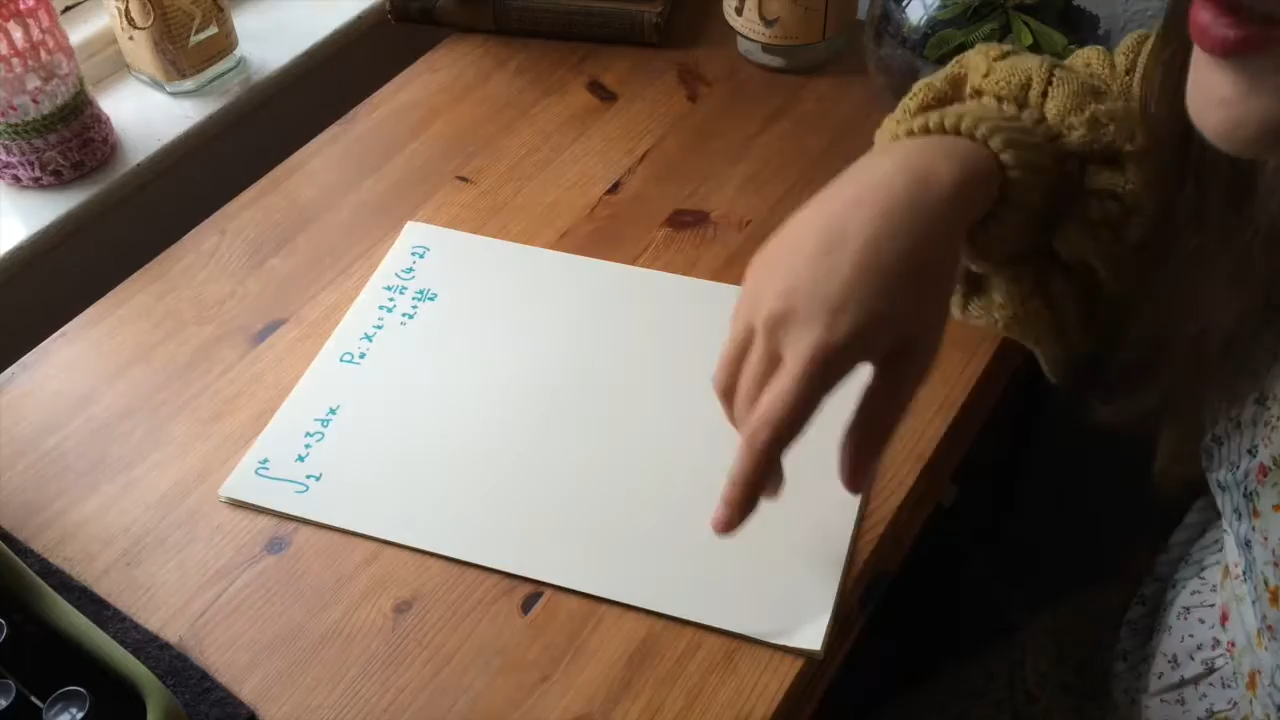 ∫₂⁴ x+3 dx
Pₙ: xₖ = 2 + k/n (4-2)
= 2 + 2k/n